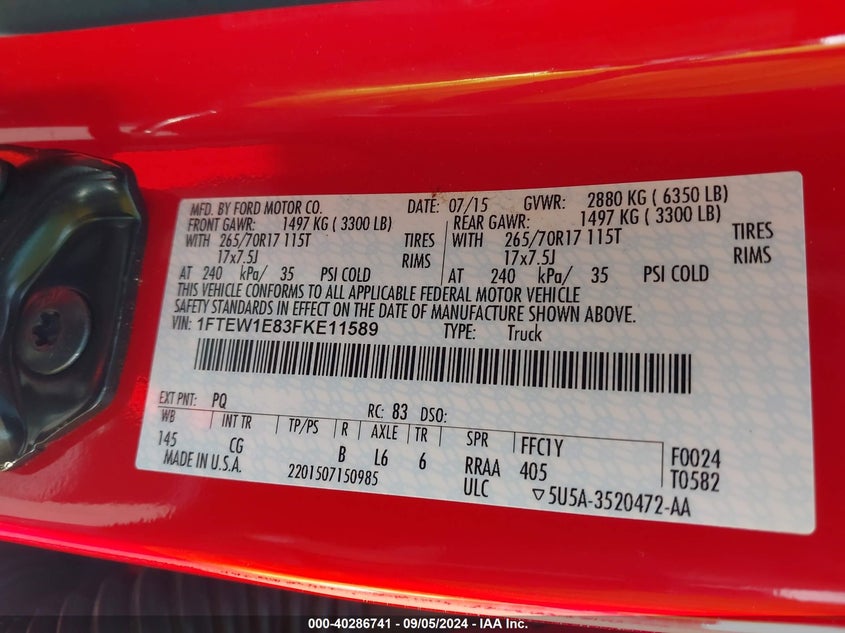 MFD. BY FORD MOTOR CO. DATE: 07/15 GVWR: 2880 KG ( 6350 LB)
FRONT GAWR: 1497 KG ( 3300 LB) REAR GAWR: 1497 KG ( 3300 LB)
WITH 265/70R17 115T TIRES WITH 265/70R17 115T TIRES
17x7.5J RIMS 17x7.5J RIMS
AT 240 kPa/ 35 PSI COLD AT 240 kPa/ 35 PSI COLD
THIS VEHICLE CONFORMS TO ALL APPLICABLE FEDERAL MOTOR VEHICLE
SAFETY STANDARDS IN EFFECT ON THE DATE OF MANUFACTURE SHOWN ABOVE.
VIN: 1FTEW1E83FKE11589 TYPE: Truck
EXT PNT: PQ RC: 83 DSO:
WB INT TR TP/PS R AXLE TR SPR FFC1Y F0024
145 CG B L6 6 RRAA 405 T0582
MADE IN U.S.A. 2201507150985 ULC ▽5U5A-3520472-AA
000-40286741 - 09/05/2024 - IAA Inc.